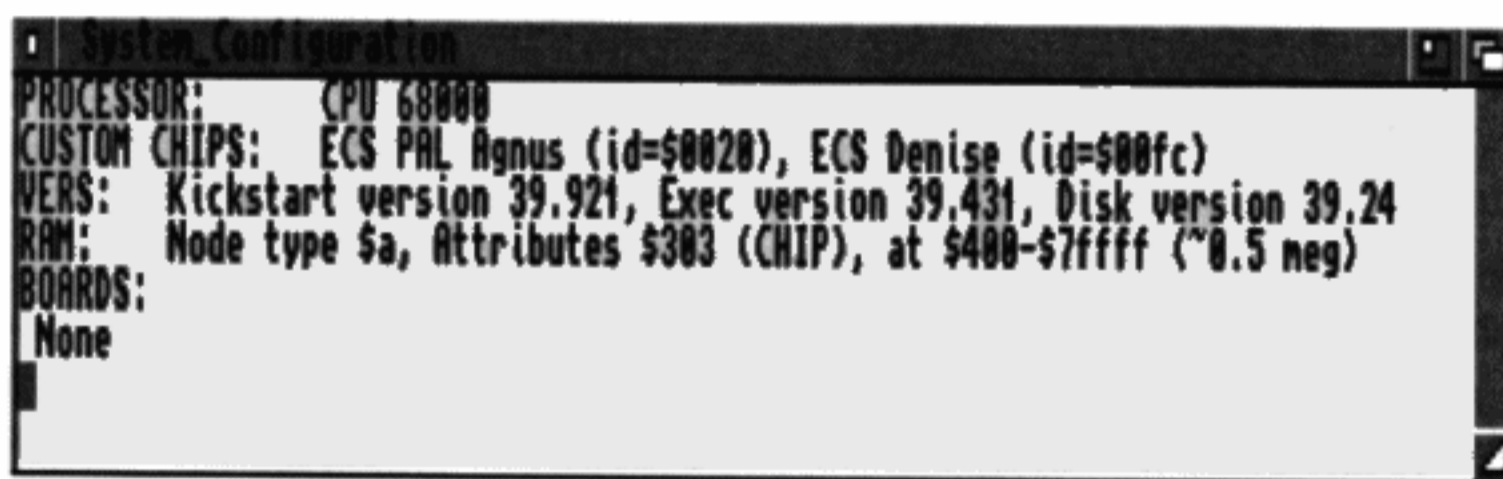 System_Configuration
PROCESSOR:    CPU 68000
CUSTOM CHIPS:   ECS PAL Agnus (id=$0020), ECS Denise (id=$00fc)
VERS:   Kickstart version 39.921, Exec version 39.431, Disk version 39.24
RAM:    Node type $a, Attributes $303 (CHIP), at $400-$7ffff (~0.5 meg)
BOARDS:
 None